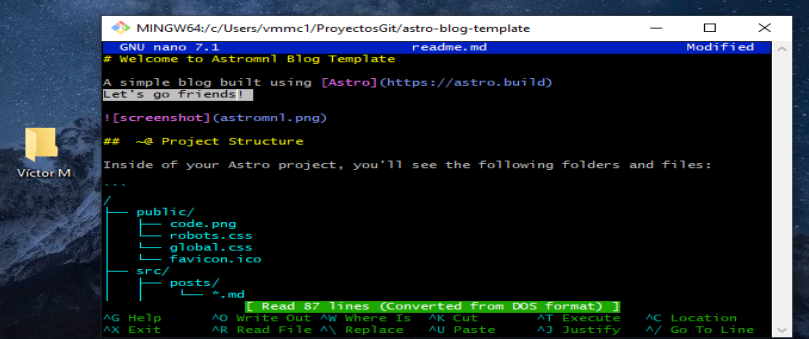 MINGW64:/c/Users/vmmc1/ProyectosGit/astro-blog-template
GNU nano 7.1 readme.md Modified
# Welcome to Astromnl Blog Template
A simple blog built using [Astro](https://astro.build)
Let's go friends!
![screenshot](astromnl.png)
## ~@ Project Structure
Inside of your Astro project, you'll see the following folders and files:
```
/
├── public/
│   ├── code.png
│   └── robots.css
│   └── global.css
│   └── favicon.ico
├── src/
│   ├── posts/
│   │   └── *.md
[ Read 87 lines (Converted from DOS format) ]
^G Help ^O Write Out ^W Where Is ^K Cut ^T Execute ^C Location
^X Exit ^R Read File ^\ Replace ^U Paste ^J Justify ^/ Go To Line
Víctor M